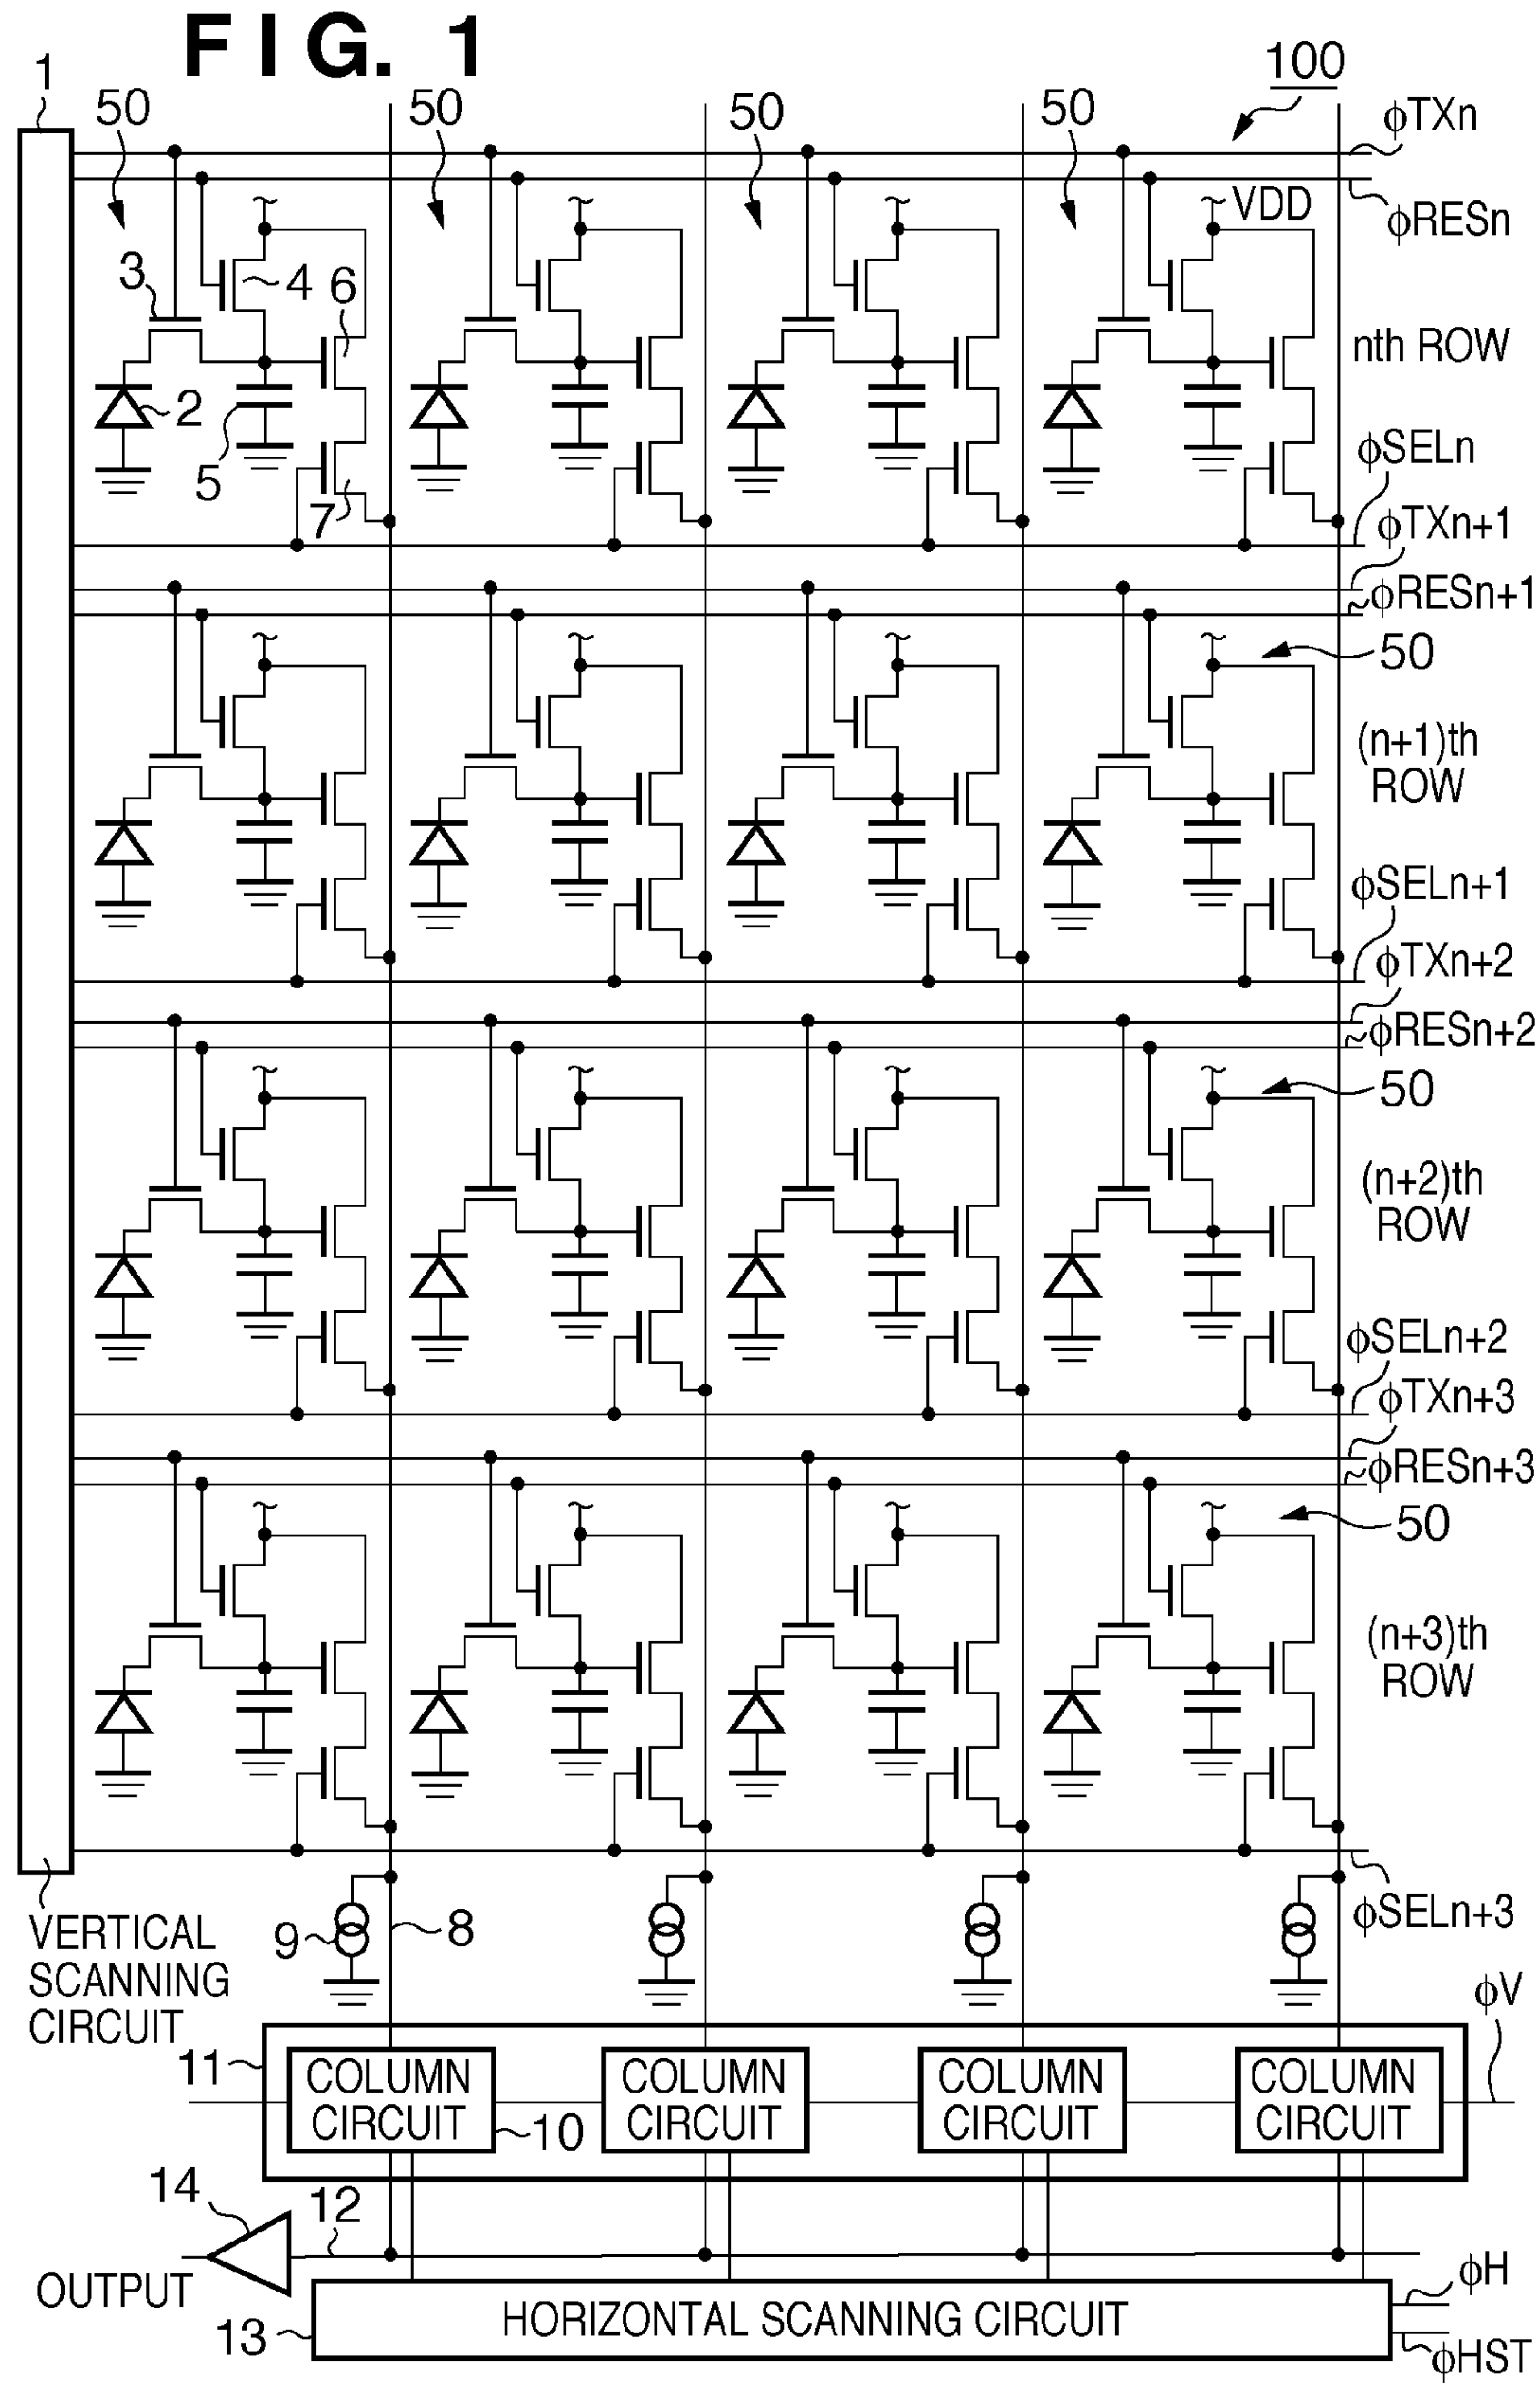 FIG. 1
1
50
50
50
50
100
ϕTXn
ϕRESn
VDD
3
4
6
nth ROW
2
5
7
ϕSELn
ϕTXn+1
ϕRESn+1
50
(n+1)th
ROW
ϕSELn+1
ϕTXn+2
ϕRESn+2
50
(n+2)th
ROW
ϕSELn+2
ϕTXn+3
ϕRESn+3
50
(n+3)th
ROW
ϕSELn+3
VERTICAL
SCANNING
CIRCUIT
9
8
ϕV
11
COLUMN
CIRCUIT
10
COLUMN
CIRCUIT
COLUMN
CIRCUIT
COLUMN
CIRCUIT
14
12
OUTPUT
ϕH
13
HORIZONTAL SCANNING CIRCUIT
ϕHST